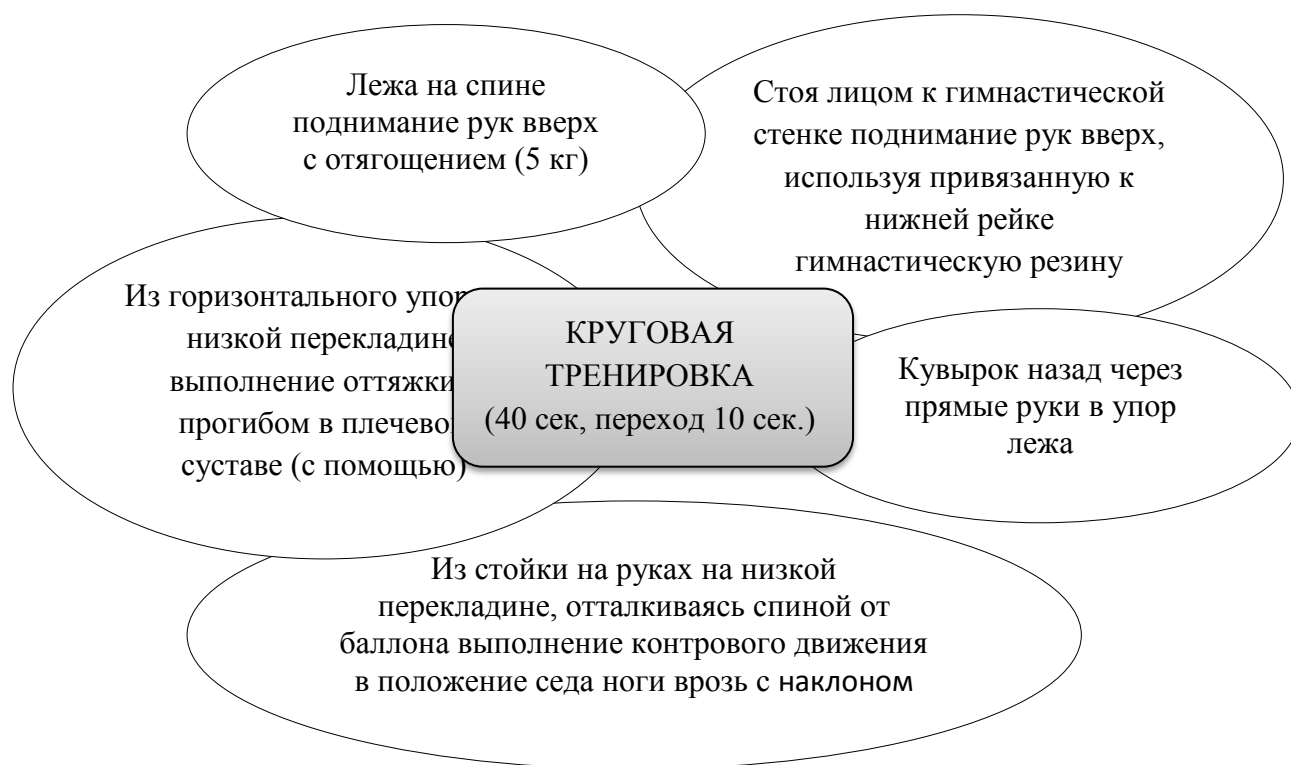 Лежа на спине
поднимание рук вверх
с отягощением (5 кг)
Стоя лицом к гимнастической
стенке поднимание рук вверх,
используя привязанную к
нижней рейке
гимнастическую резину
Из горизонтального упор
низкой перекладине
выполнение оттяжки
прогибом в плечево
суставе (с помощью)
КРУГОВАЯ
ТРЕНИРОВКА
(40 сек, переход 10 сек.)
Кувырок назад через
прямые руки в упор
лежа
Из стойки на руках на низкой
перекладине, отталкиваясь спиной от
баллона выполнение контрового движения
в положение седа ноги врозь с наклоном